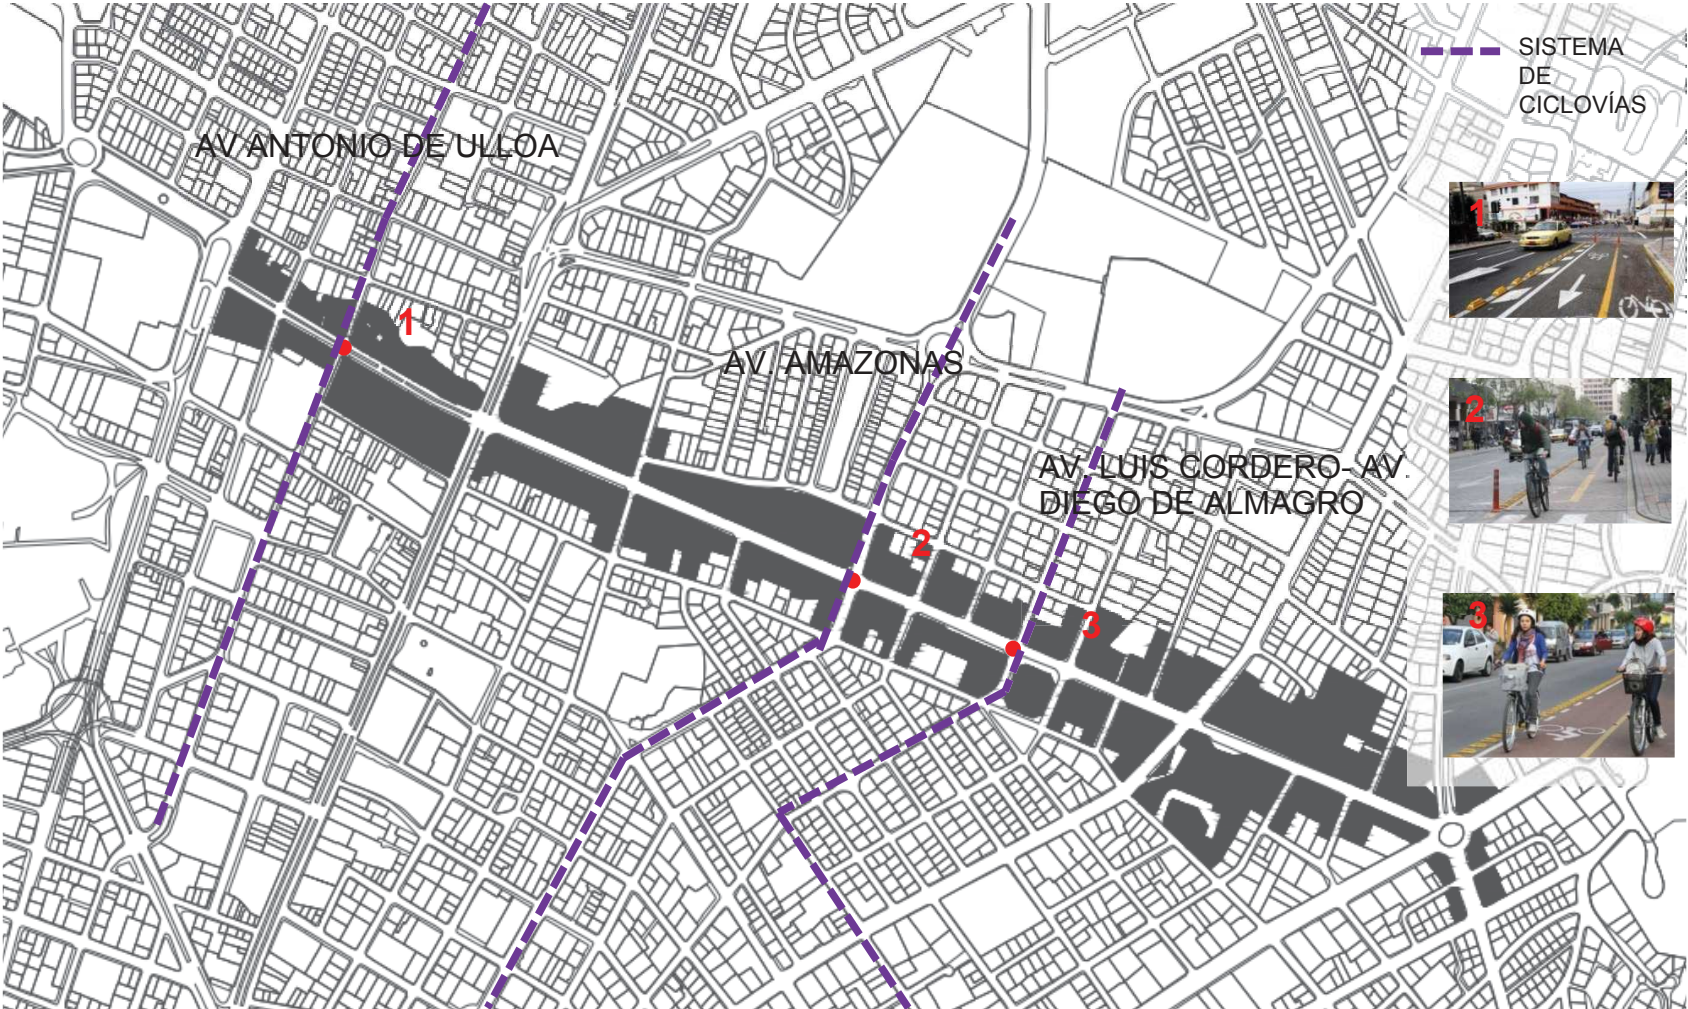 SISTEMA
DE
CICLOVÍAS
AV ANTONIO DE ULLOA
1
1
AV. AMAZONAS
2
AV. LUIS CORDERO- AV.
DIEGO DE ALMAGRO
2
3
3